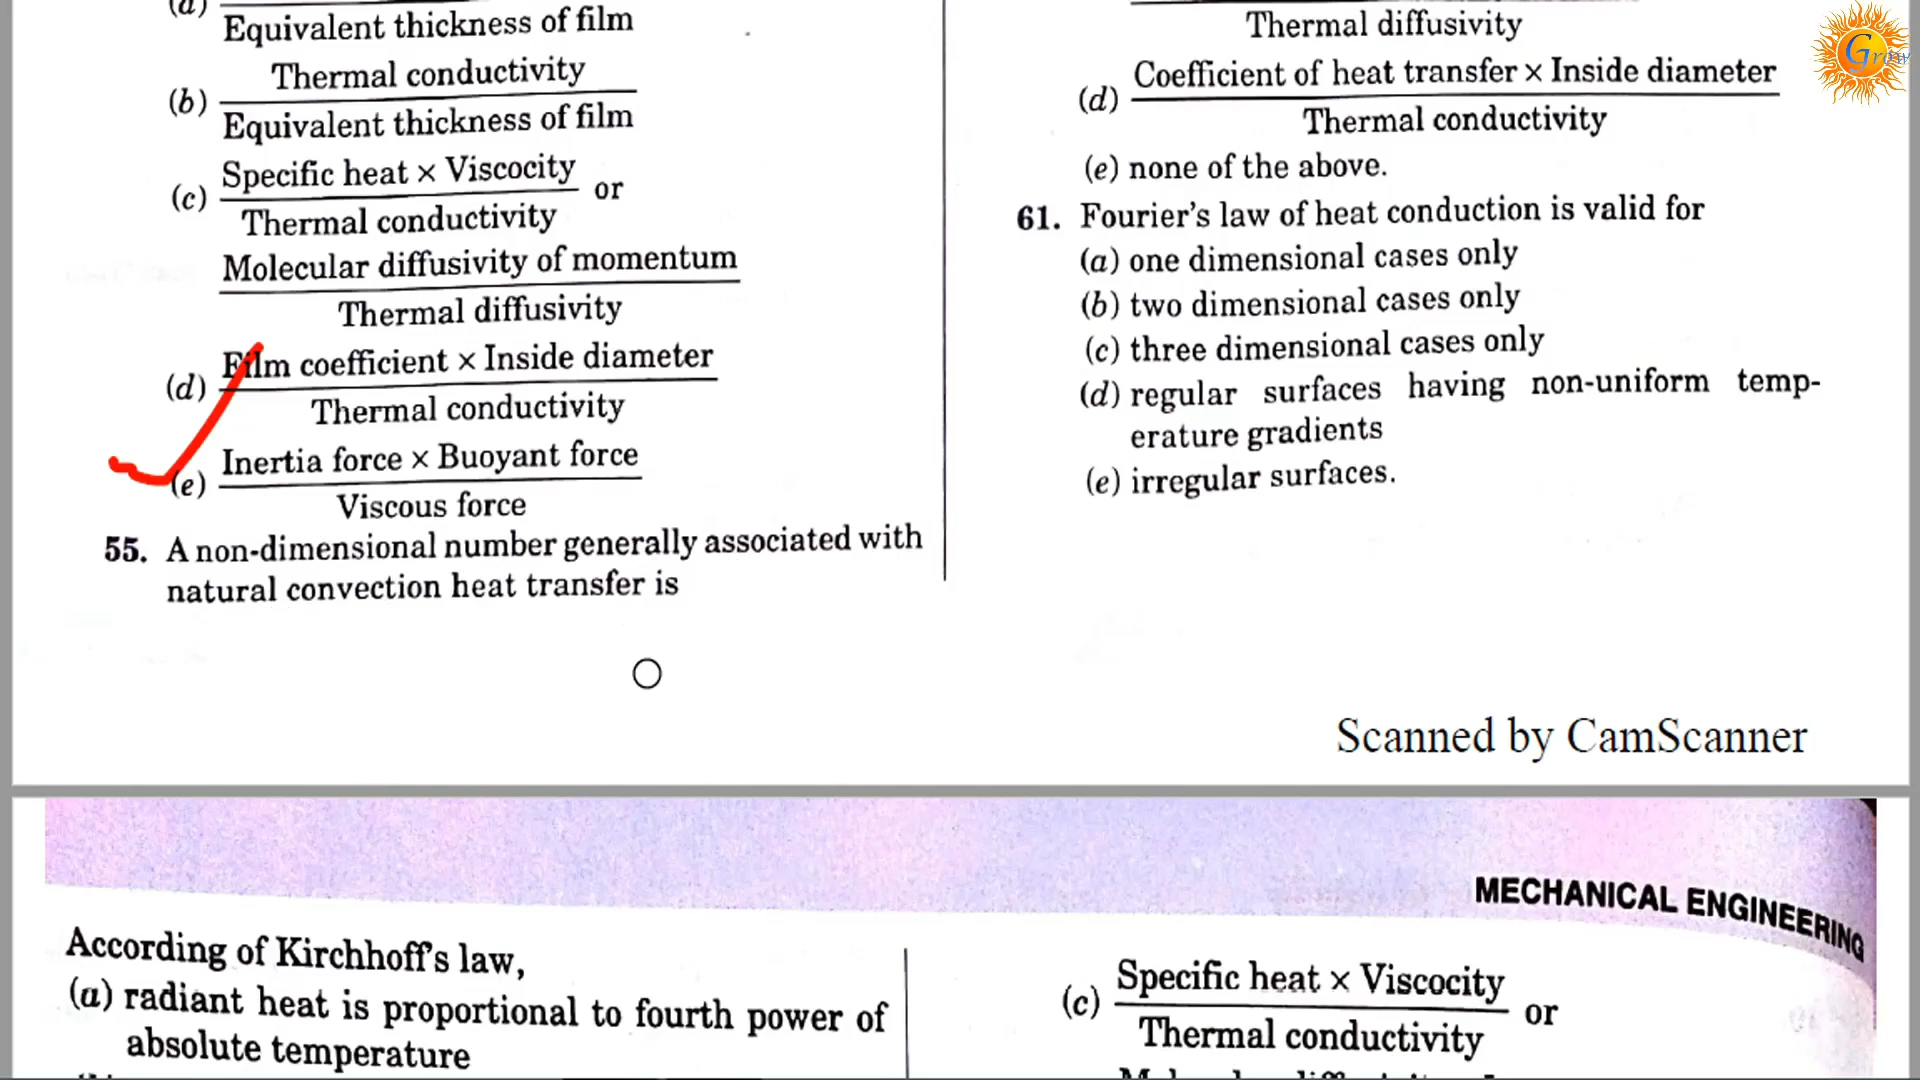 (a)
Equivalent thickness of film
(b) Thermal conductivity
Equivalent thickness of film
(c) Specific heat × Viscocity
Thermal conductivity or
Molecular diffusivity of momentum
Thermal diffusivity
(d) Film coefficient × Inside diameter
Thermal conductivity
(e) Inertia force × Buoyant force
Viscous force
55. A non-dimensional number generally associated with
natural convection heat transfer is
Thermal diffusivity
(d) Coefficient of heat transfer × Inside diameter
Thermal conductivity
(e) none of the above.
61. Fourier's law of heat conduction is valid for
(a) one dimensional cases only
(b) two dimensional cases only
(c) three dimensional cases only
(d) regular surfaces having non-uniform temp-
erature gradients
(e) irregular surfaces.
Grow
Scanned by CamScanner
MECHANICAL ENGINEERING
According of Kirchhoff's law,
(a) radiant heat is proportional to fourth power of
absolute temperature
(c) Specific heat × Viscocity
Thermal conductivity or